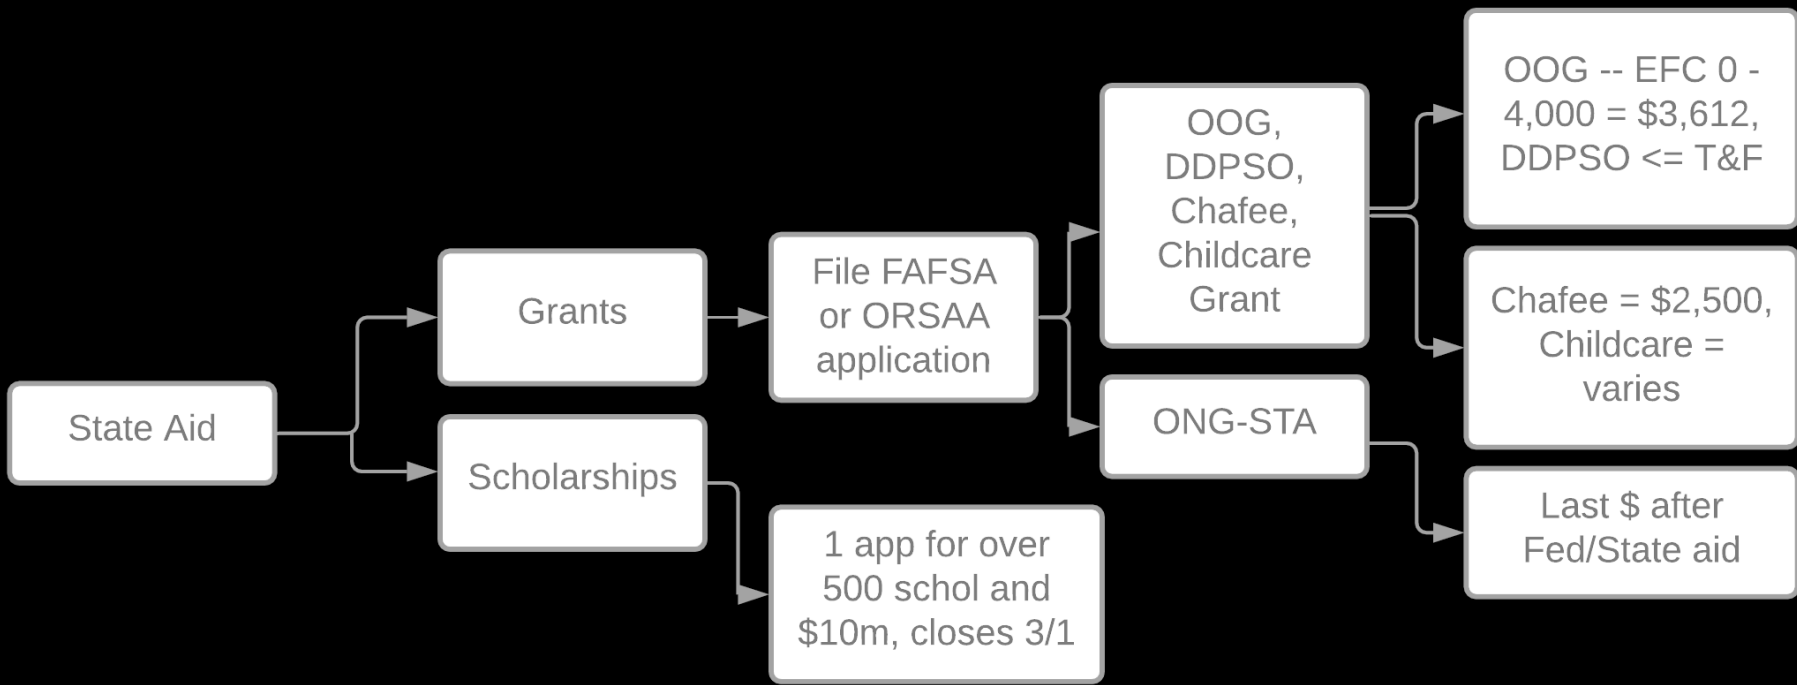 State Aid
Grants
Scholarships
File FAFSA
or ORSAA
application
1 app for over
500 schol and
$10m, closes 3/1
OOG,
DDPSO,
Chafee,
Childcare
Grant
ONG-STA
OOG -- EFC 0 -
4,000 = $3,612,
DDPSO <= T&F
Chafee = $2,500,
Childcare =
varies
Last $ after
Fed/State aid